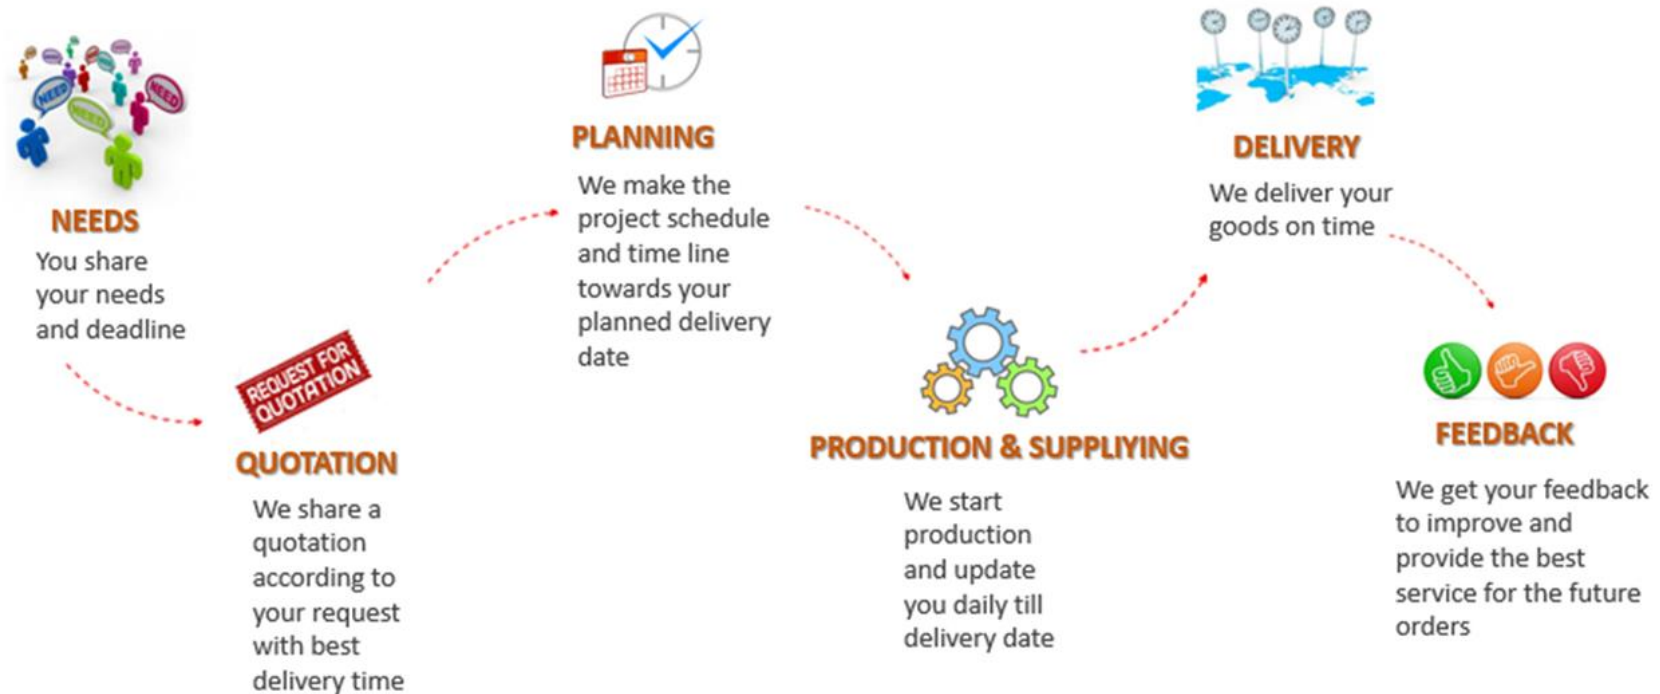 NEED
NEED
NEED
NEEDS
You share
your needs
and deadline
REQUEST FOR
QUOTATION
QUOTATION
We share a
quotation
according to
your request
with best
delivery time
PLANNING
We make the
project schedule
and time line
towards your
planned delivery
date
PRODUCTION & SUPPLIYING
We start
production
and update
you daily till
delivery date
DELIVERY
We deliver your
goods on time
FEEDBACK
We get your feedback
to improve and
provide the best
service for the future
orders